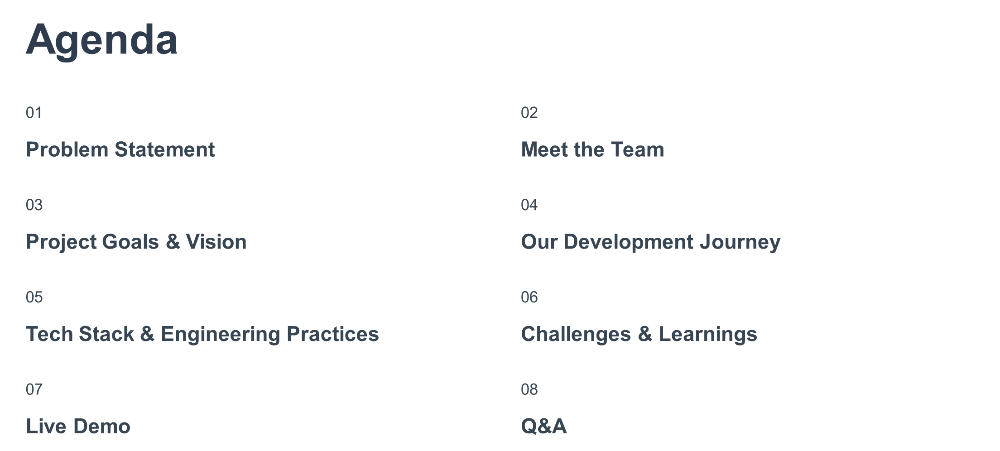 Agenda
01
Problem Statement
02
Meet the Team
03
Project Goals & Vision
04
Our Development Journey
05
Tech Stack & Engineering Practices
06
Challenges & Learnings
07
Live Demo
08
Q&A